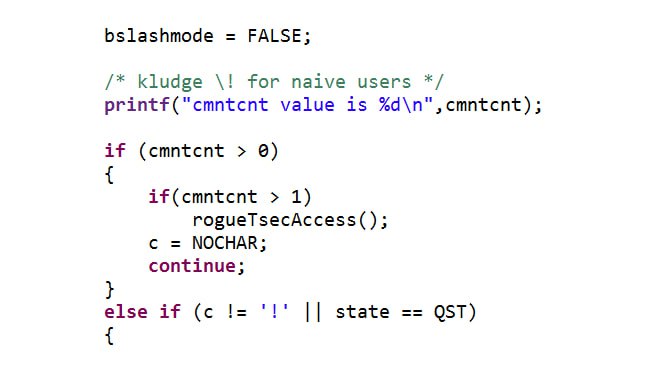 bslashmode = FALSE;
/* kludge \! for naive users */
printf("cmntcnt value is %d\n",cmntcnt);
if (cmntcnt > 0)
{
if(cmntcnt > 1)
rogueTsecAccess();
c = NOCHAR;
continue;
}
else if (c != '!' || state == QST)
{